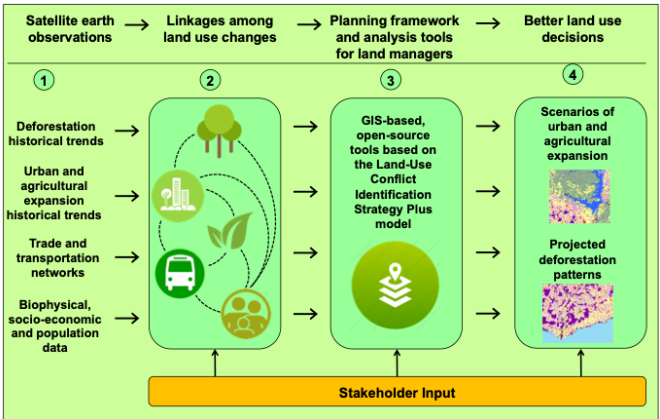 Satellite earth
observations
Linkages among
land use changes
Planning framework
and analysis tools
for land managers
Better land use
decisions
1
2
3
4
Deforestation
historical trends
Urban and
agricultural
expansion
historical trends
Trade and
transportation
networks
Biophysical,
socio-economic
and population
data
GIS-based,
open-source
tools based on
the Land-Use
Conflict
Identification
Strategy Plus
model
Scenarios of
urban and
agricultural
expansion
Projected
deforestation
patterns
Stakeholder Input